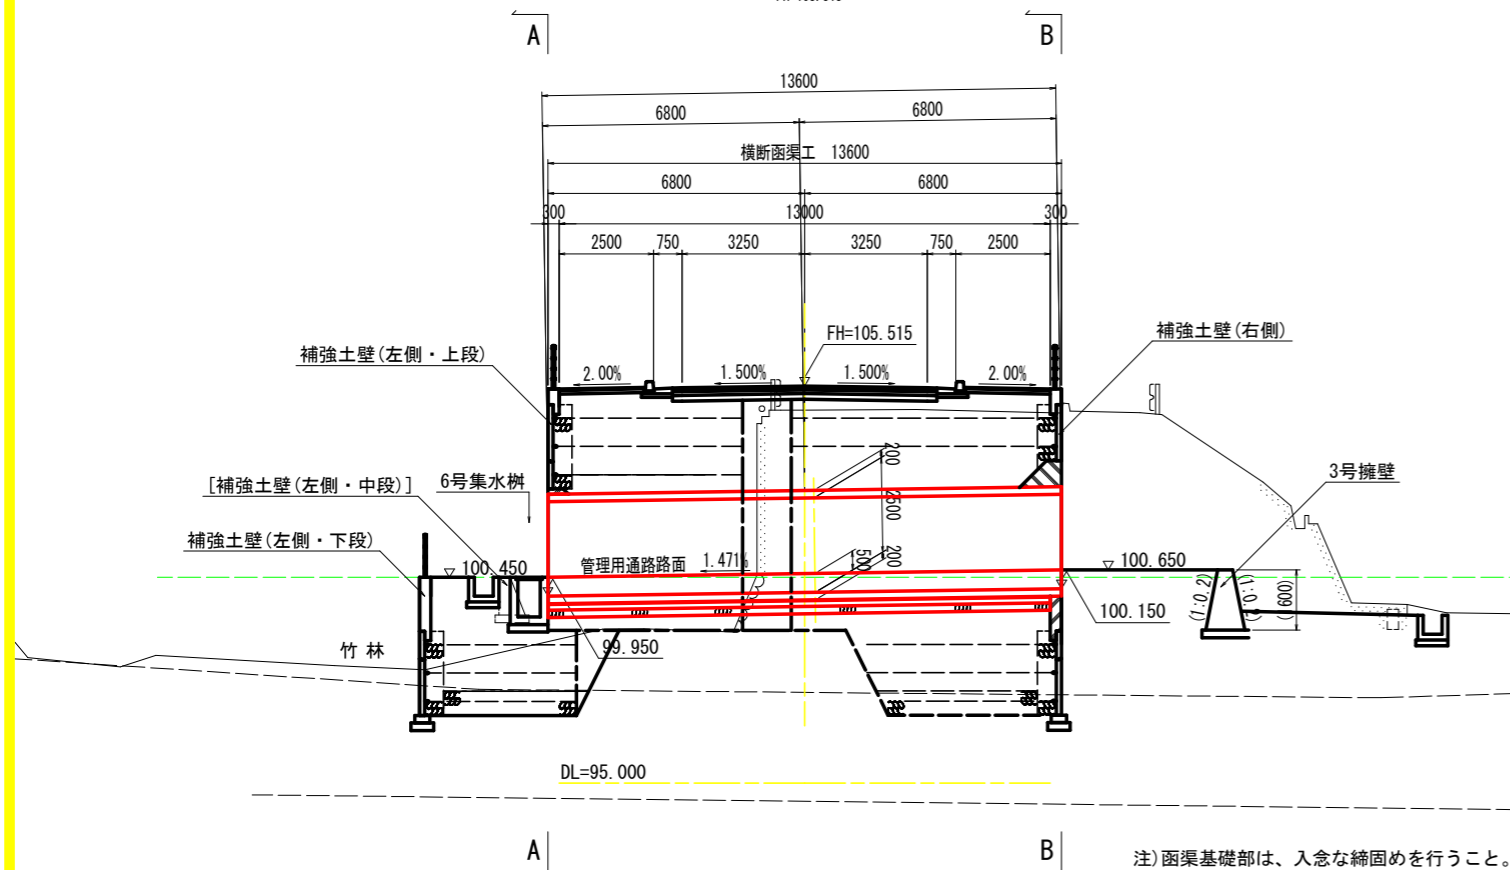 A
B
13600
6800
6800
横断函渠工 13600
6800
6800
300
13000
300
2500
750
3250
3250
750
2500
FH=105.515
補強土壁(左側・上段)
補強土壁(右側)
2.00%
1.500%
1.500%
2.00%
200
2500
[補強土壁(左側・中段)]
6号集水桝
3号擁壁
補強土壁(左側・下段)
100.450
管理用通路路面
1.471%
500
200
100.650
(1:0.2)
(600)
100.150
竹林
99.950
DL=95.000
A
B
注)函渠基礎部は、入念な締固めを行うこと。